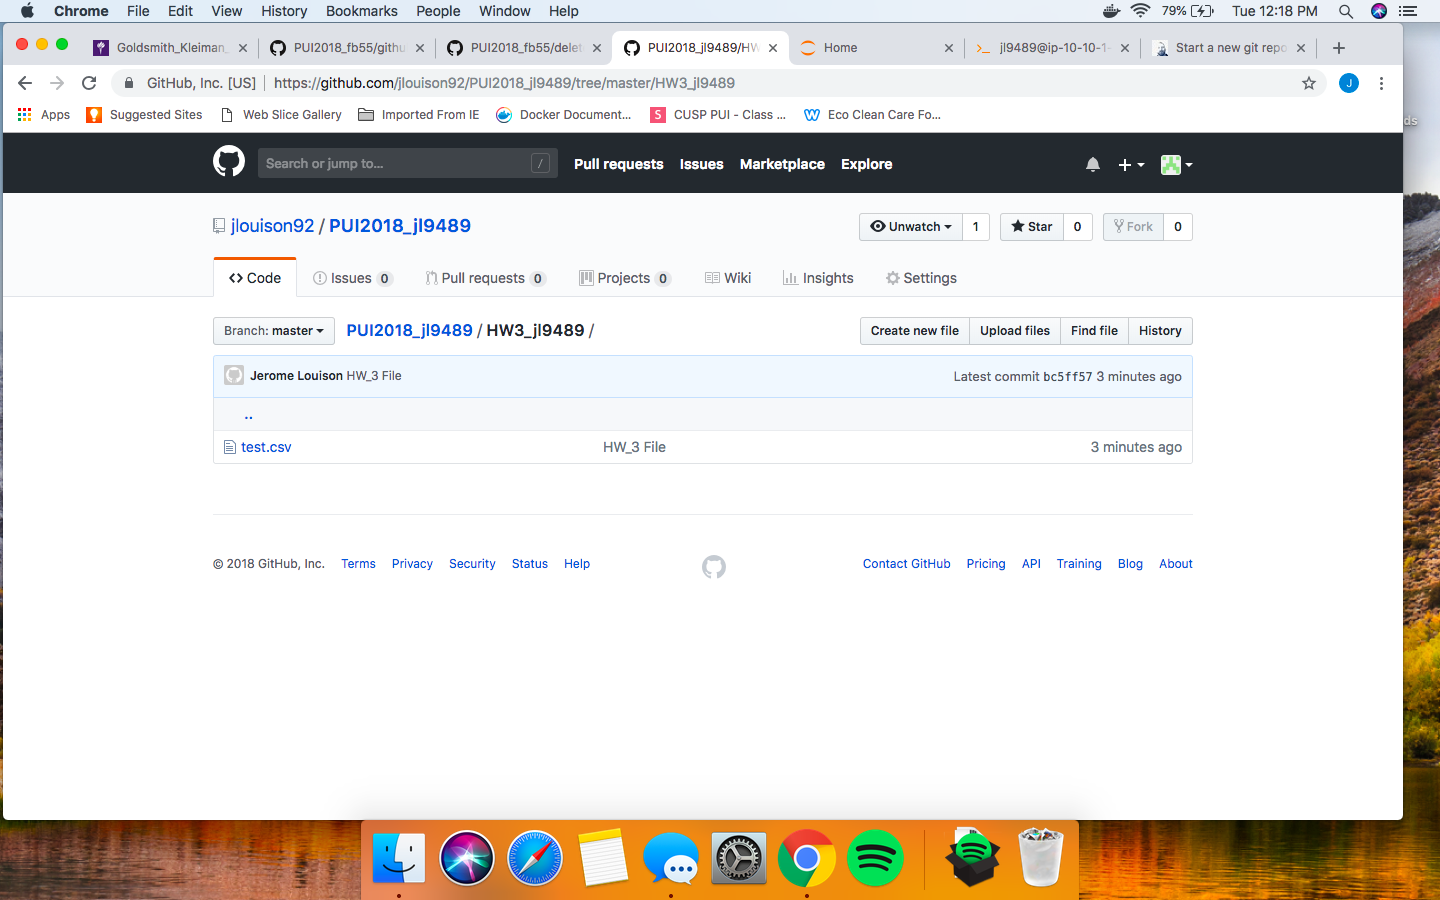 Chrome File Edit View History Bookmarks People Window Help 79% Tue 12:18 PM
Goldsmith_Kleiman_ PUI2018_fb55/githu PUI2018_fb55/delet PUI2018_jl9489/HW Home jl9489@ip-10-10-1- Start a new git repo
GitHub, Inc. [US] https://github.com/jlouison92/PUI2018_jl9489/tree/master/HW3_jl9489 J
Apps Suggested Sites Web Slice Gallery Imported From IE Docker Document... S CUSP PUI - Class ... Eco Clean Care Fo...
ds
Search or jump to... / Pull requests Issues Marketplace Explore
jlouison92 / PUI2018_jl9489 Unwatch 1 Star 0 Fork 0
Code Issues 0 Pull requests 0 Projects 0 Wiki Insights Settings
Branch: master PUI2018_jl9489 / HW3_jl9489 / Create new file Upload files Find file History
Jerome Louison HW_3 File Latest commit bc5ff57 3 minutes ago
..
test.csv HW_3 File 3 minutes ago
© 2018 GitHub, Inc. Terms Privacy Security Status Help Contact GitHub Pricing API Training Blog About